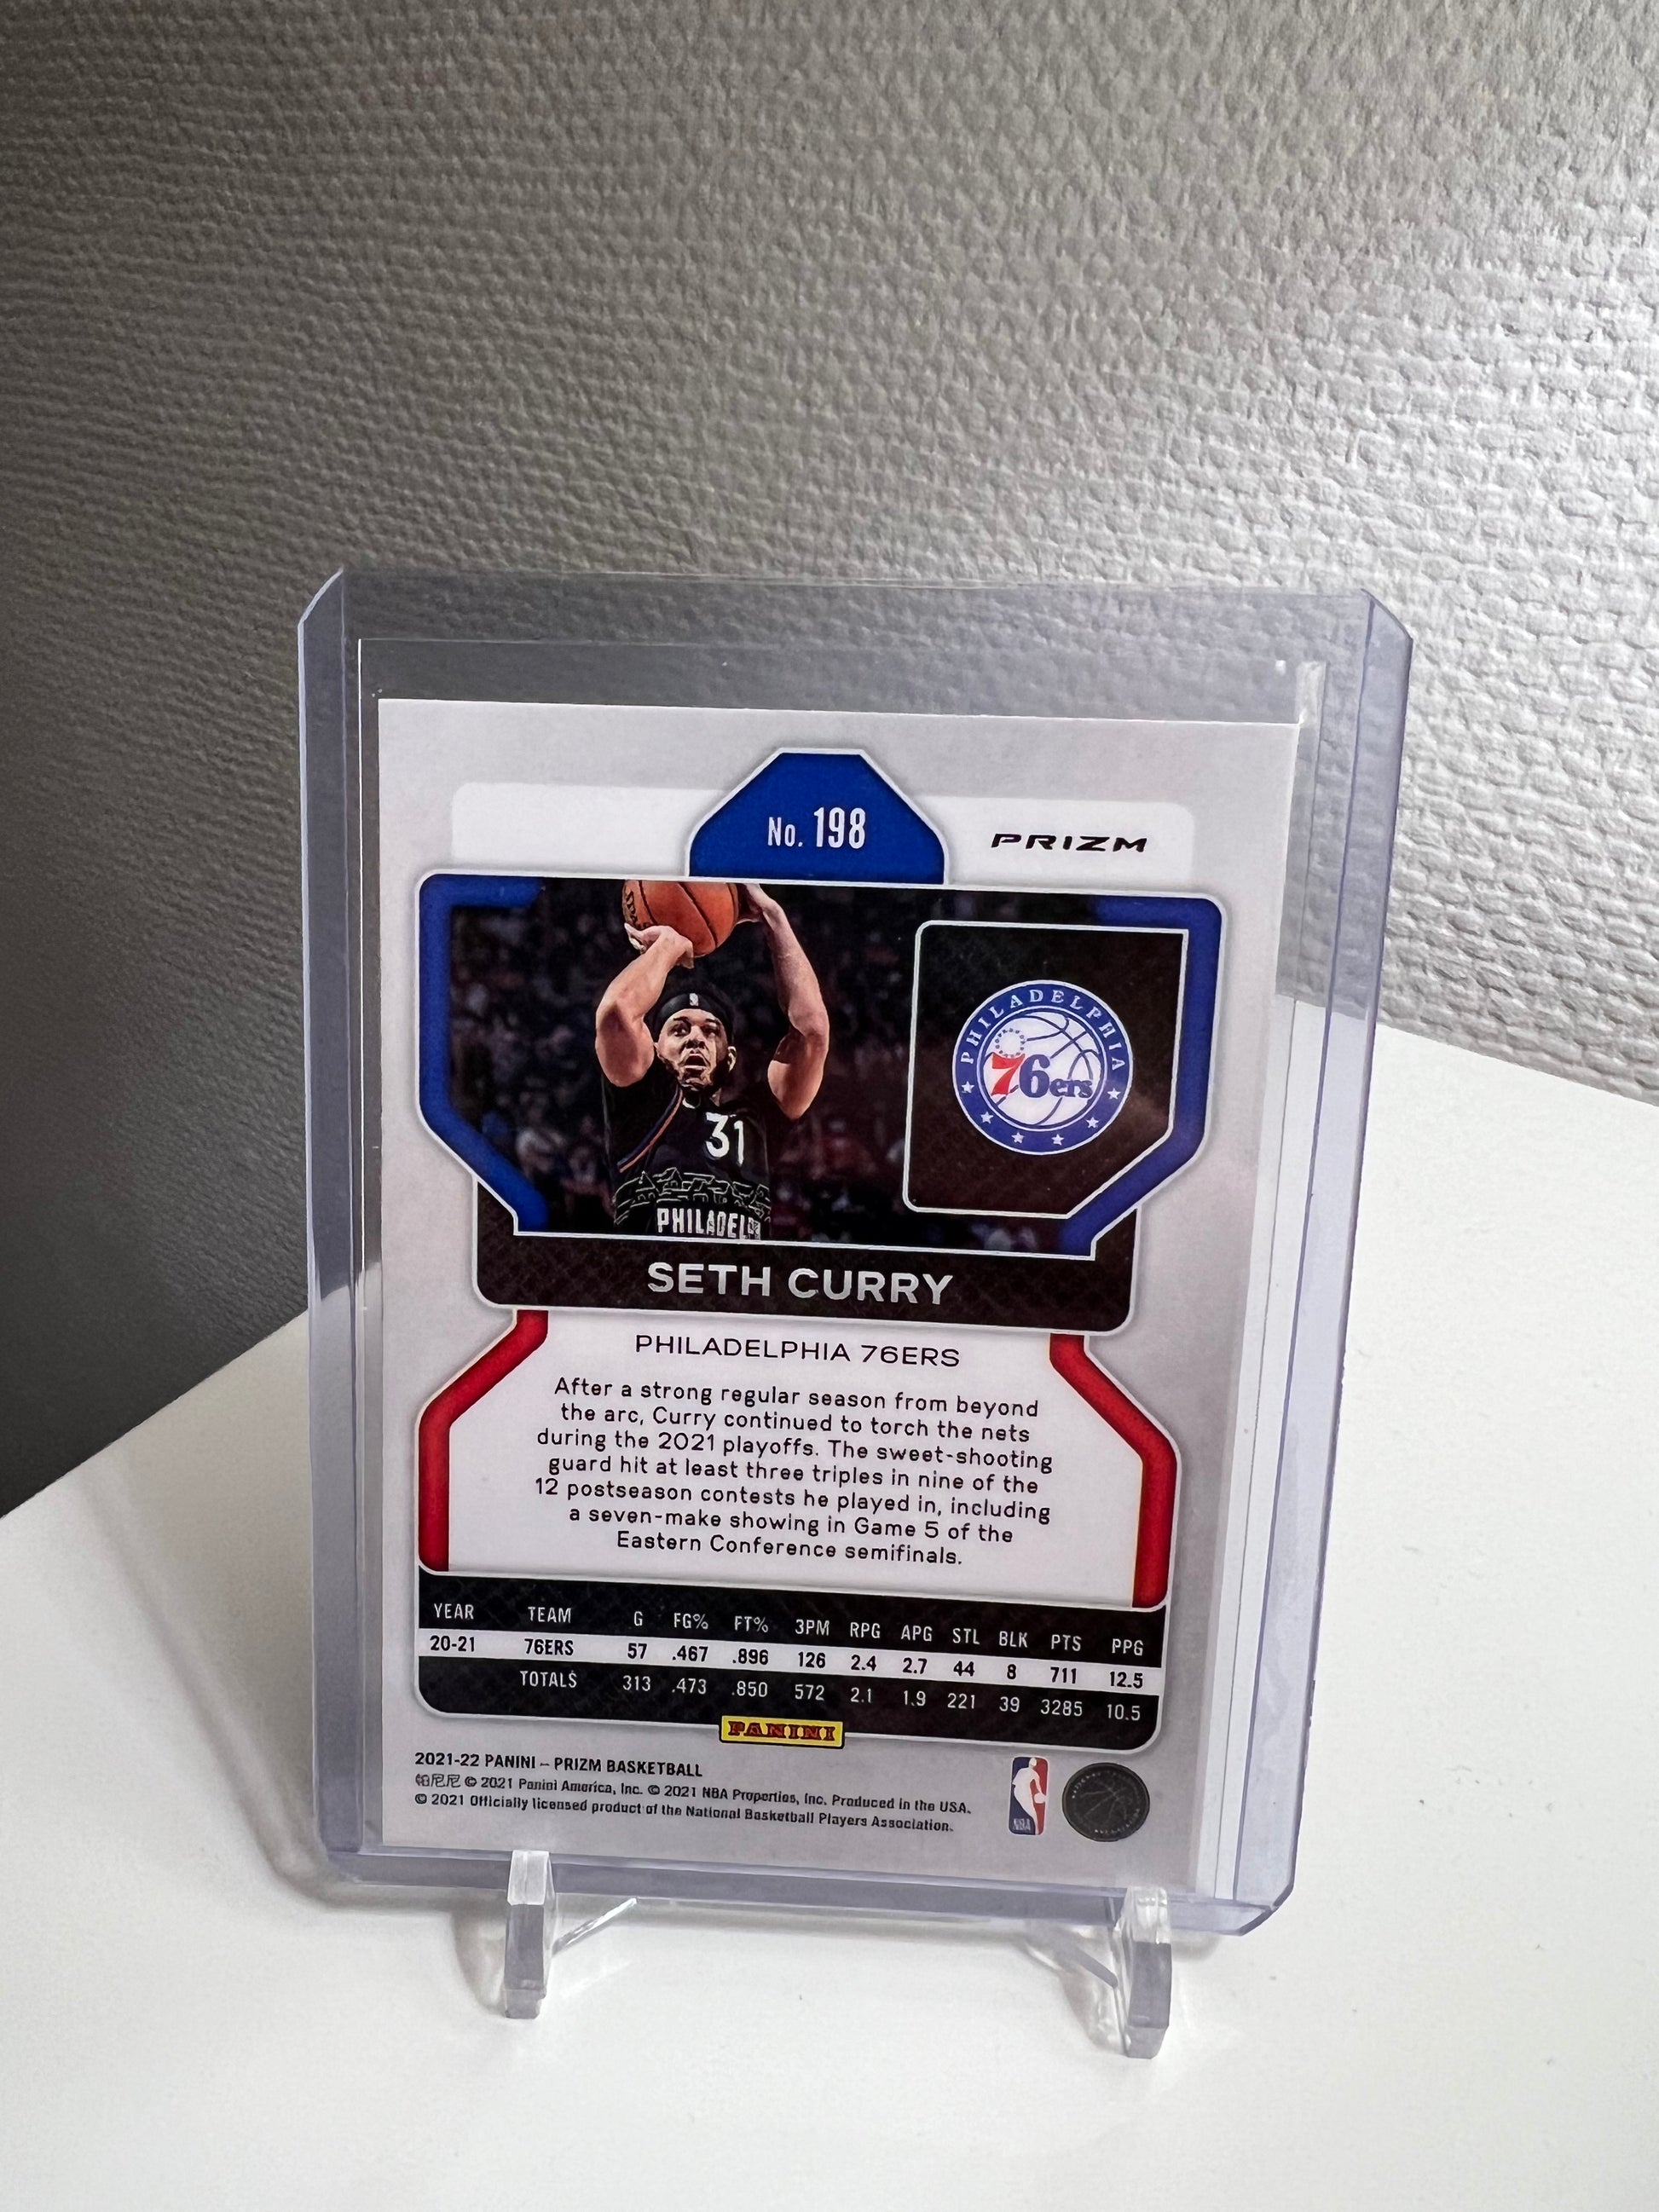 No. 198
PRIZM
PHILADELPHIA
76ers
31
PHILADEL
SETH CURRY
PHILADELPHIA 76ERS
After a strong regular season from beyond
the arc, Curry continued to torch the nets
during the 2021 playoffs. The sweet-shooting
guard hit at least three triples in nine of the
12 postseason contests he played in, including
a seven-make showing in Game 5 of the
Eastern Conference semifinals.
YEAR TEAM G FG% FT% 3PM RPG APG STL BLK PTS PPG
20-21 76ERS 57 .467 .896 126 2.4 2.7 44 8 711 12.5
TOTALS 313 .473 .850 572 2.1 1.9 221 39 3285 10.5
PANINI
2021-22 PANINI – PRIZM BASKETBALL
帕尼尼 © 2021 Panini America, Inc. © 2021 NBA Properties, Inc. Produced in the USA.
© 2021 Officially licensed product of the National Basketball Players Association.
NBA